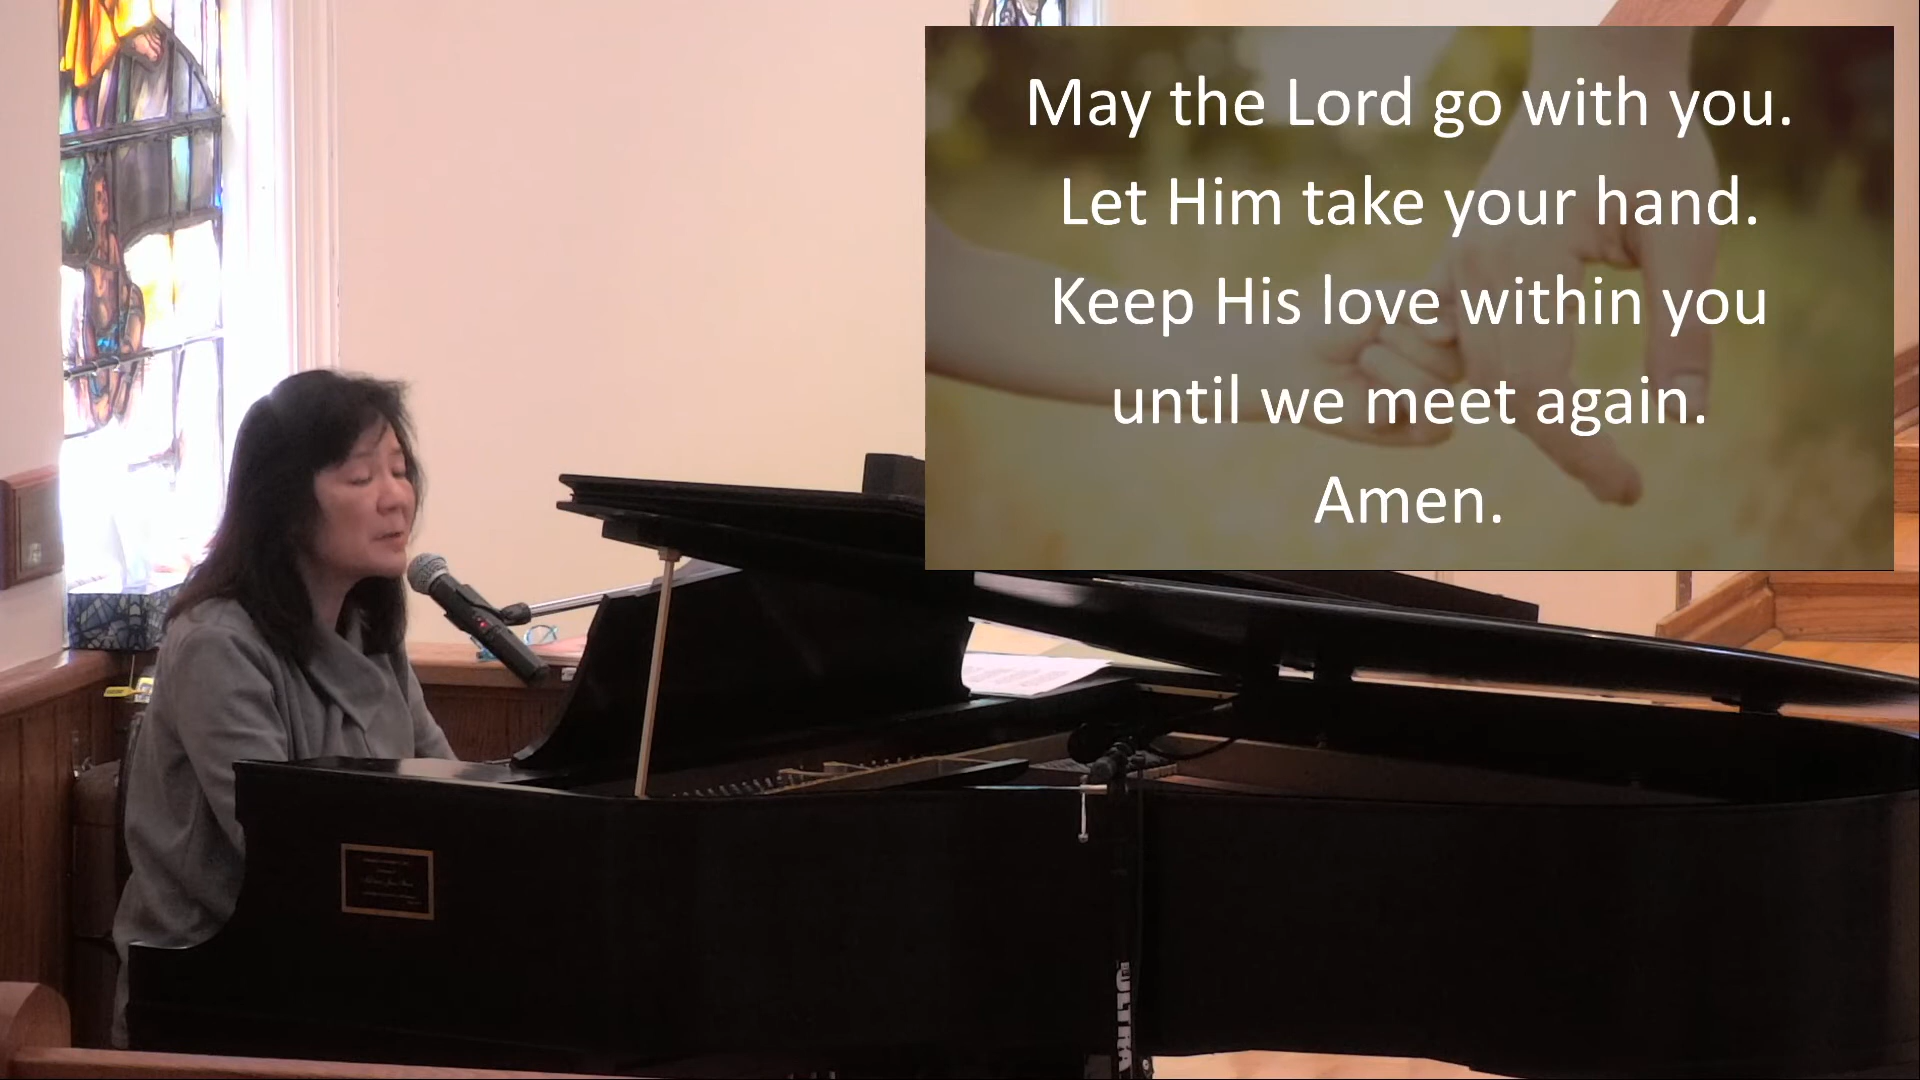 May the Lord go with you.
Let Him take your hand.
Keep His love within you
until we meet again.
Amen.
ULTRA